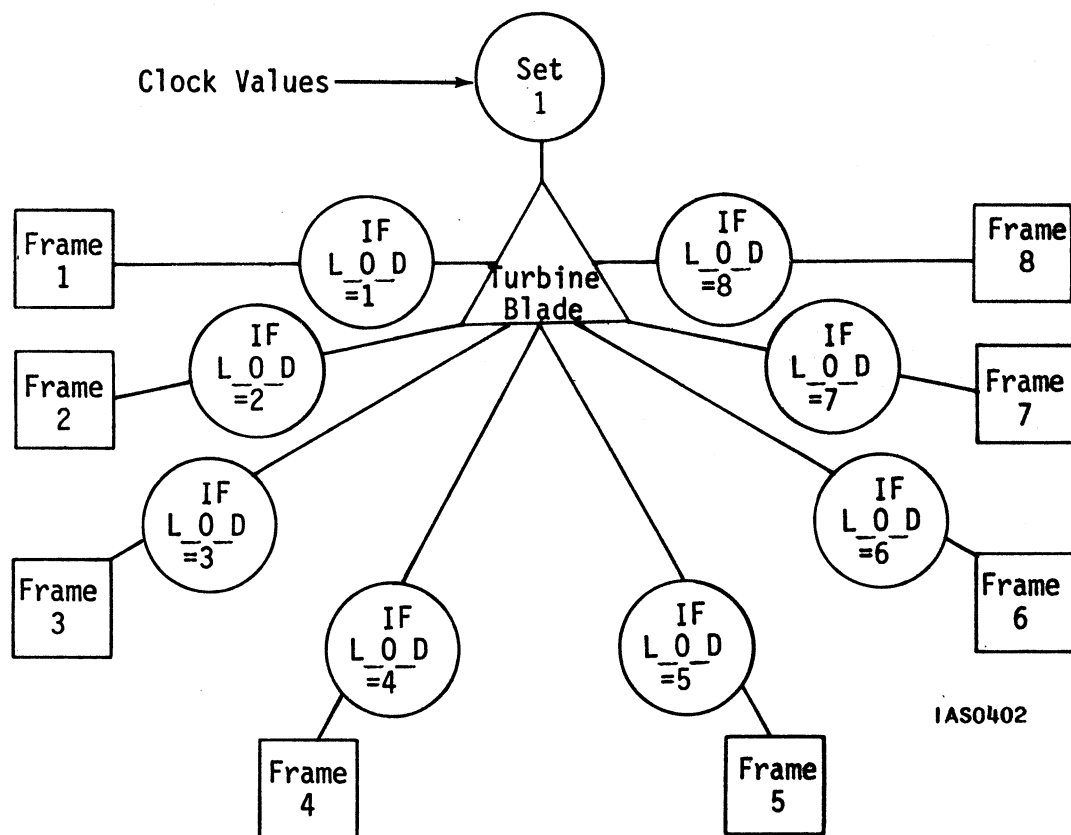 Clock Values
Set
1
Frame
1
IF
L_O_D
=1
Turbine
Blade
IF
L_O_D
=8
Frame
8
Frame
2
IF
L_O_D
=2
IF
L_O_D
=7
Frame
7
Frame
3
IF
L_O_D
=3
IF
L_O_D
=6
Frame
6
Frame
4
IF
L_O_D
=4
IF
L_O_D
=5
Frame
5
IAS0402